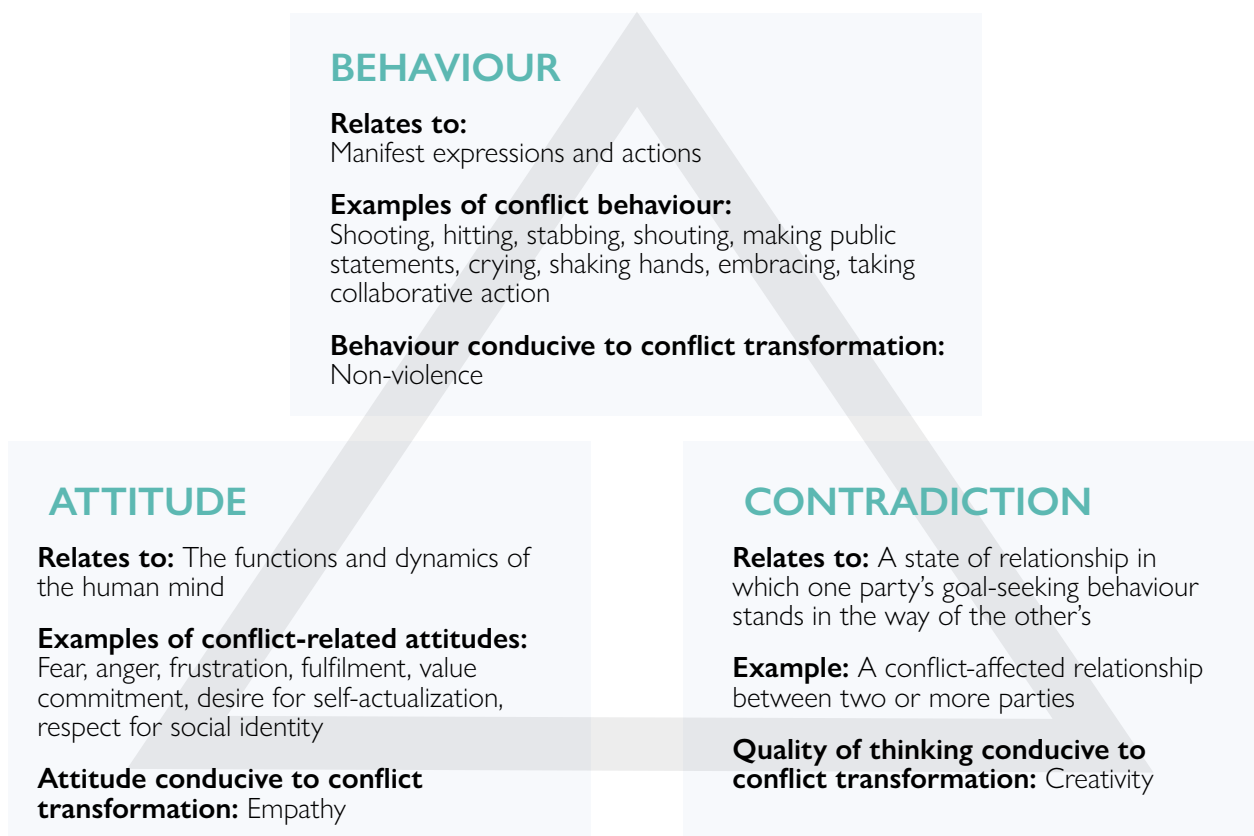 BEHAVIOUR
Relates to:
Manifest expressions and actions
Examples of conflict behaviour:
Shooting, hitting, stabbing, shouting, making public
statements, crying, shaking hands, embracing, taking
collaborative action
Behaviour conducive to conflict transformation:
Non-violence
ATTITUDE
Relates to: The functions and dynamics of
the human mind
Examples of conflict-related attitudes:
Fear, anger, frustration, fulfilment, value
commitment, desire for self-actualization,
respect for social identity
Attitude conducive to conflict
transformation: Empathy
CONTRADICTION
Relates to: A state of relationship in
which one party’s goal-seeking behaviour
stands in the way of the other’s
Example: A conflict-affected relationship
between two or more parties
Quality of thinking conducive to
conflict transformation: Creativity